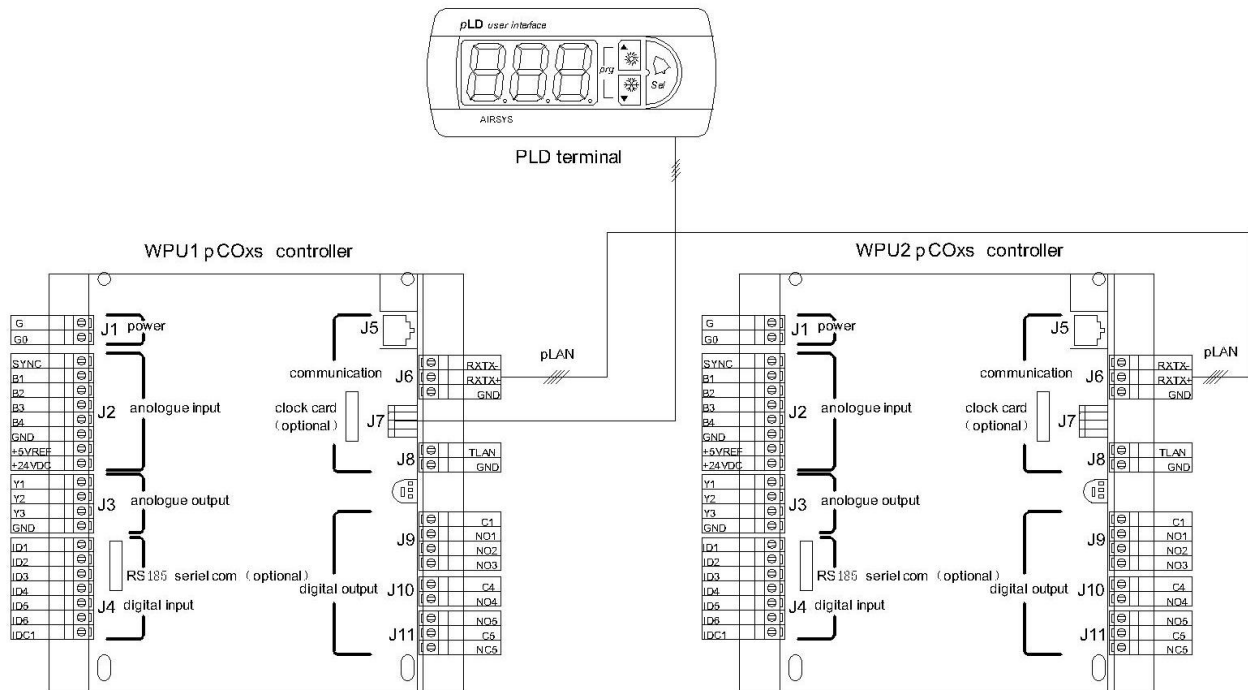 pLD user interface
prg
Sel
AIRSYS
PLD terminal
WPU1 pCOxs controller
G
G0
J1 power
SYNC
B1
B2
B3
B4
GND
+5VREF
+24VDC
J2 anologue input
Y1
Y2
Y3
GND
J3 anologue output
ID1
ID2
ID3
ID4
ID5
ID6
IDC1
RS185 seriel com (optional)
J4 digital input
J5
communication
J6
RXTX-
RXTX+
GND
pLAN
clock card
(optional)
J7
J8
TLAN
GND
J9
C1
NO1
NO2
NO3
digital output
J10
C4
NO4
J11
NO5
C5
NC5
WPU2 pCOxs controller
G
G0
J1 power
SYNC
B1
B2
B3
B4
GND
+5VREF
+24VDC
J2 anologue input
Y1
Y2
Y3
GND
J3 anologue output
ID1
ID2
ID3
ID4
ID5
ID6
IDC1
RS185 seriel com (optional)
J4 digital input
J5
communication
J6
RXTX-
RXTX+
GND
pLAN
clock card
(optional)
J7
J8
TLAN
GND
J9
C1
NO1
NO2
NO3
digital output
J10
C4
NO4
J11
NO5
C5
NC5